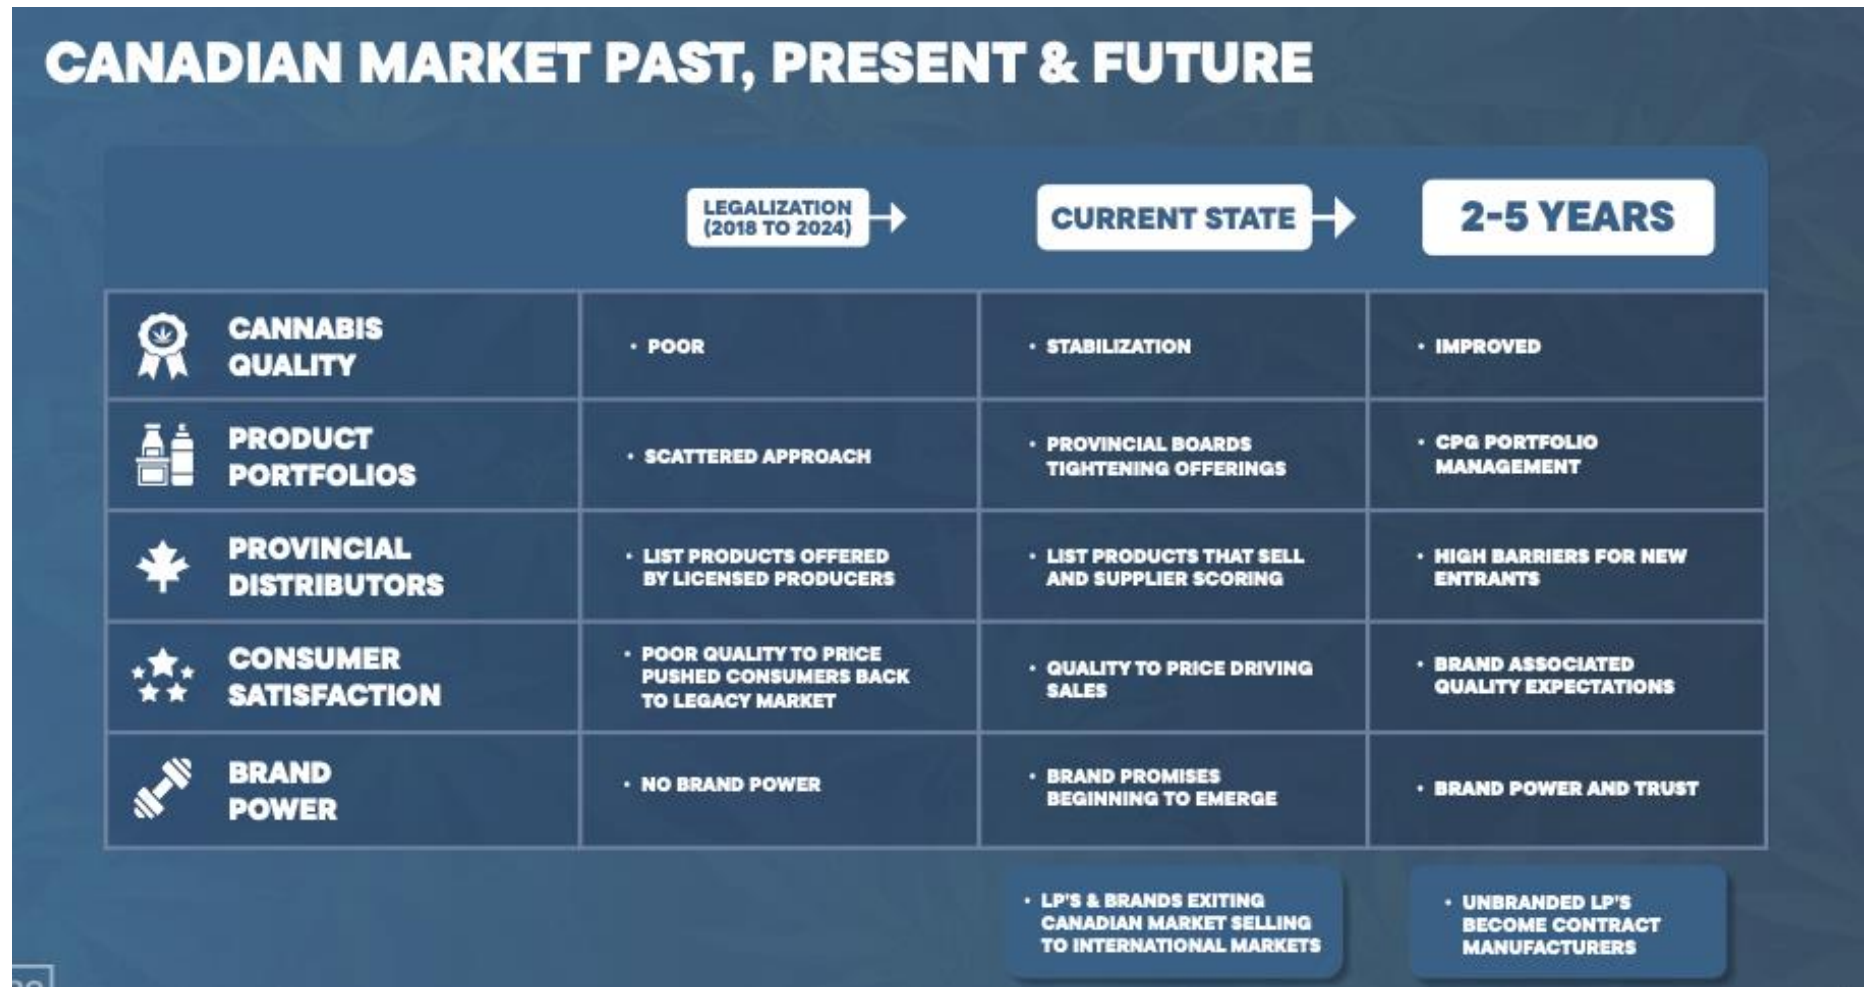 CANADIAN MARKET PAST, PRESENT & FUTURE
LEGALIZATION
(2018 TO 2024)
CURRENT STATE
2-5 YEARS
CANNABIS
QUALITY
• POOR
• STABILIZATION
• IMPROVED
PRODUCT
PORTFOLIOS
• SCATTERED APPROACH
• PROVINCIAL BOARDS
TIGHTENING OFFERINGS
• CPG PORTFOLIO
MANAGEMENT
PROVINCIAL
DISTRIBUTORS
• LIST PRODUCTS OFFERED
BY LICENSED PRODUCERS
• LIST PRODUCTS THAT SELL
AND SUPPLIER SCORING
• HIGH BARRIERS FOR NEW
ENTRANTS
CONSUMER
SATISFACTION
• POOR QUALITY TO PRICE
PUSHED CONSUMERS BACK
TO LEGACY MARKET
• QUALITY TO PRICE DRIVING
SALES
• BRAND ASSOCIATED
QUALITY EXPECTATIONS
BRAND
POWER
• NO BRAND POWER
• BRAND PROMISES
BEGINNING TO EMERGE
• BRAND POWER AND TRUST
• LP'S & BRANDS EXITING
CANADIAN MARKET SELLING
TO INTERNATIONAL MARKETS
• UNBRANDED LP'S
BECOME CONTRACT
MANUFACTURERS